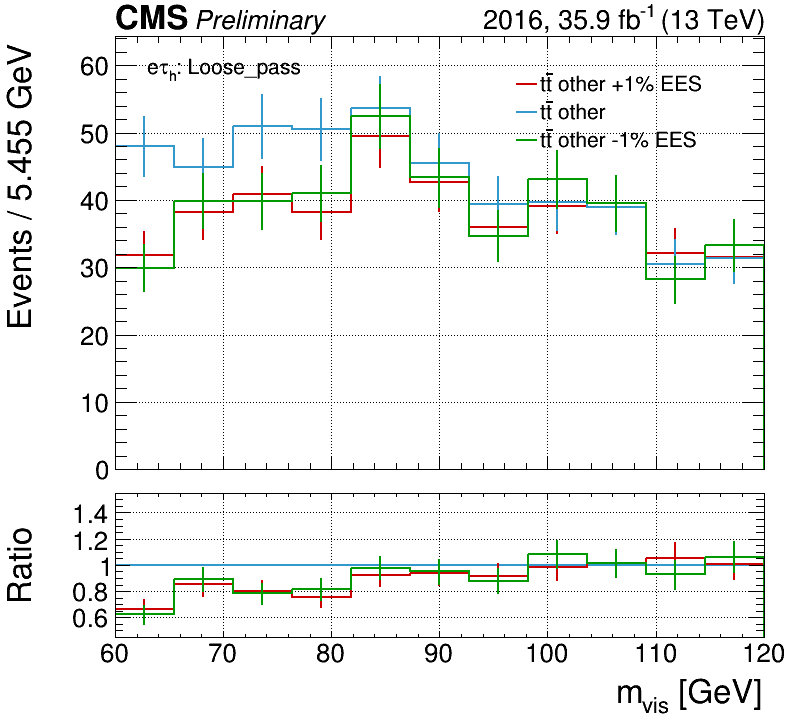 CMS Preliminary 2016, 35.9 fb⁻¹ (13 TeV)
eτₕ: Loose_pass
tt̄ other +1% EES
tt̄ other
tt̄ other -1% EES
Events / 5.455 GeV
60
50
40
30
20
10
0
Ratio
1.4
1.2
1
0.8
0.6
60 70 80 90 100 110 120
m_vis [GeV]